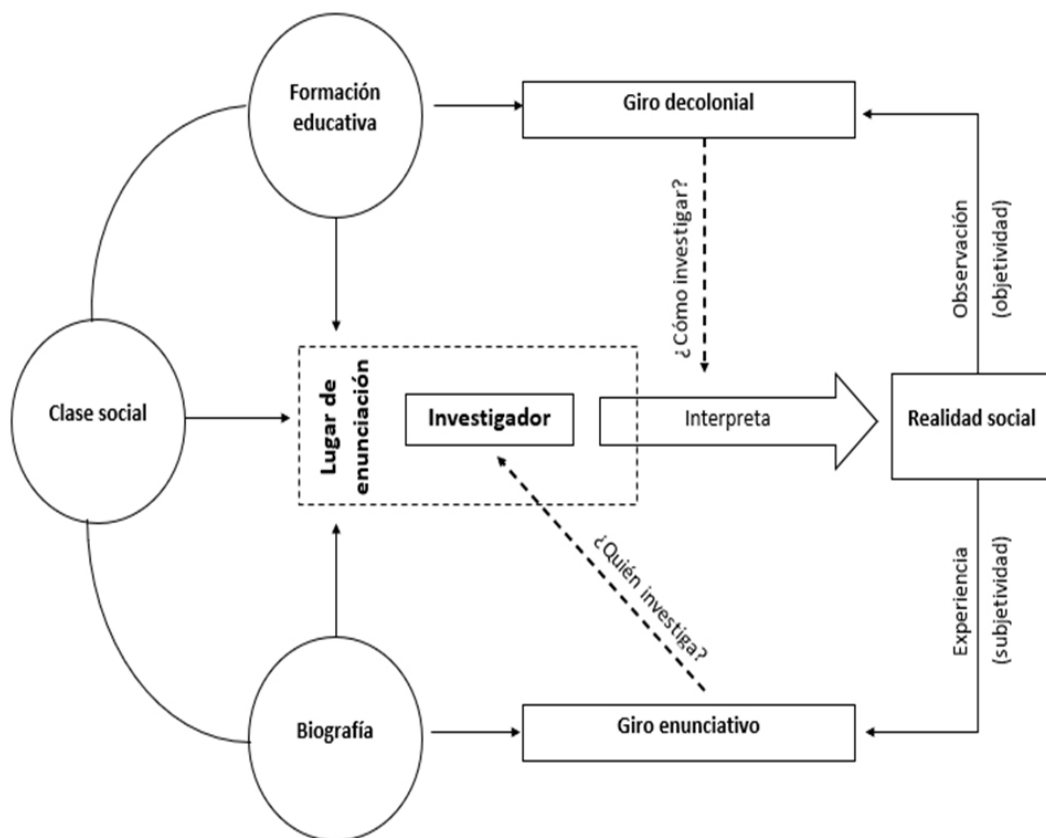 Formación
educativa
Giro decolonial
¿Cómo investigar?
Observación
(objetividad)
Clase social
Lugar de
enunciación
Investigador
Interpreta
Realidad social
¿Quién investiga?
Experiencia
(subjetividad)
Biografía
Giro enunciativo